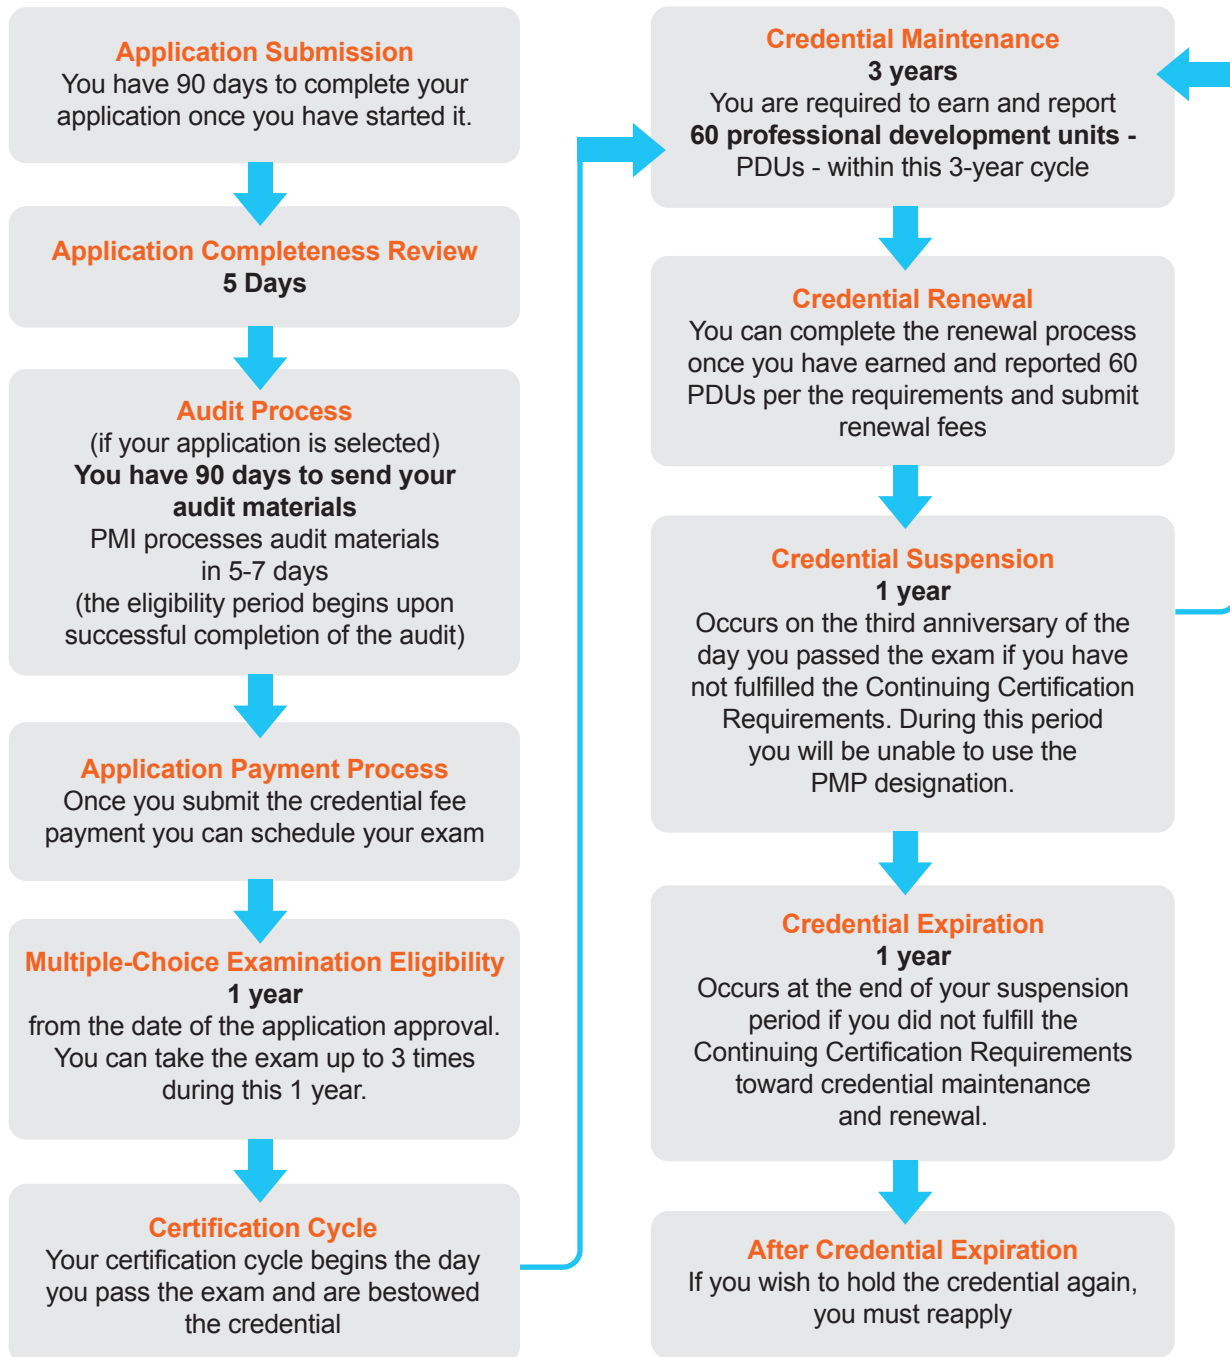 Application Submission
You have 90 days to complete your
application once you have started it.
Application Completeness Review
5 Days
Audit Process
(if your application is selected)
You have 90 days to send your
audit materials
PMI processes audit materials
in 5-7 days
(the eligibility period begins upon
successful completion of the audit)
Application Payment Process
Once you submit the credential fee
payment you can schedule your exam
Multiple-Choice Examination Eligibility
1 year
from the date of the application approval.
You can take the exam up to 3 times
during this 1 year.
Certification Cycle
Your certification cycle begins the day
you pass the exam and are bestowed
the credential
Credential Maintenance
3 years
You are required to earn and report
60 professional development units -
PDUs - within this 3-year cycle
Credential Renewal
You can complete the renewal process
once you have earned and reported 60
PDUs per the requirements and submit
renewal fees
Credential Suspension
1 year
Occurs on the third anniversary of the
day you passed the exam if you have
not fulfilled the Continuing Certification
Requirements. During this period
you will be unable to use the
PMP designation.
Credential Expiration
1 year
Occurs at the end of your suspension
period if you did not fulfill the
Continuing Certification Requirements
toward credential maintenance
and renewal.
After Credential Expiration
If you wish to hold the credential again,
you must reapply